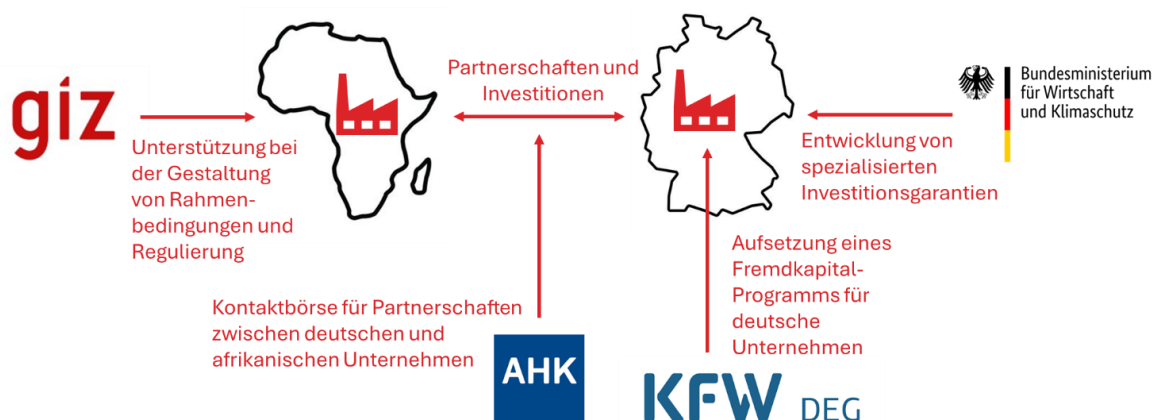 giz
Unterstützung bei
der Gestaltung
von Rahmen-
bedingungen und
Regulierung
Partnerschaften und
Investitionen
Bundesministerium
für Wirtschaft
und Klimaschutz
Entwicklung von
spezialisierten
Investitionsgarantien
Kontaktbörse für Partnerschaften
zwischen deutschen und
afrikanischen Unternehmen
AHK
Aufsetzung eines
Fremdkapital-
Programms für
deutsche
Unternehmen
KFW DEG